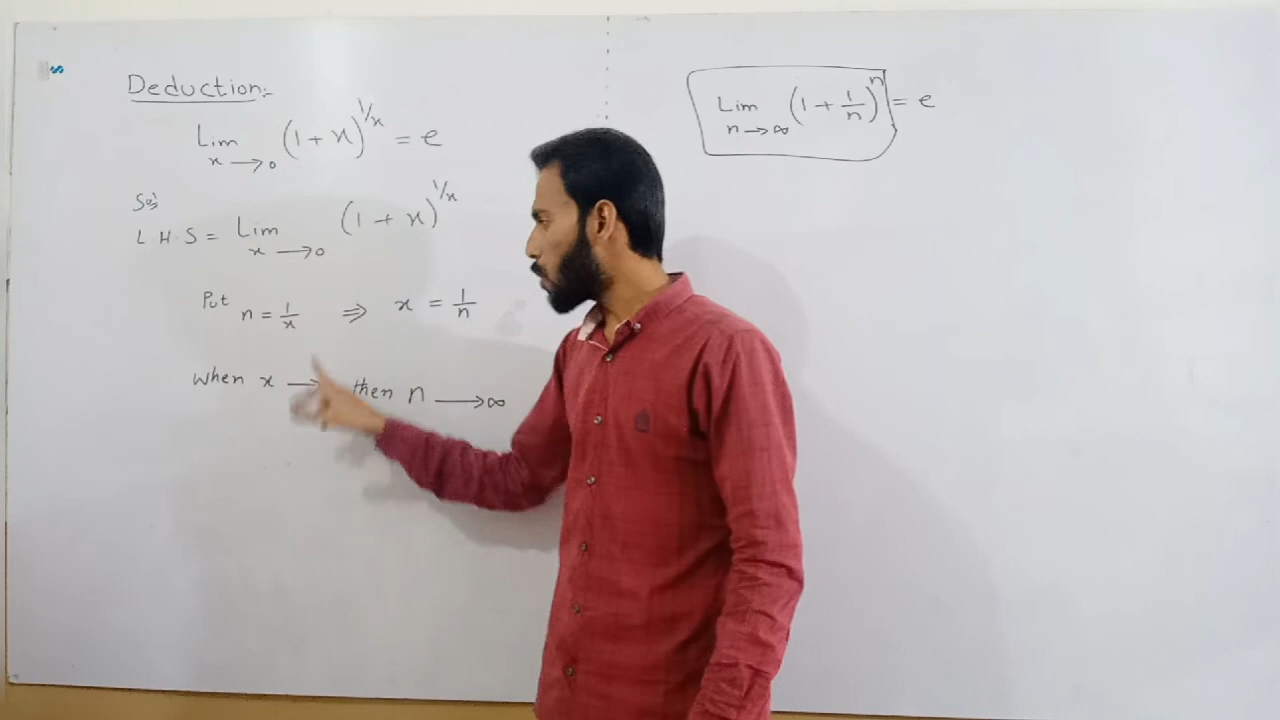 Deduction:-
Lim x→0 (1 + x)^1/x = e
Sol:
L.H.S = Lim x→0 (1 + x)^1/x
Put n = 1/x ⇒ x = 1/n
When x → then n → ∞
Lim n→∞ (1 + 1/n)^n = e